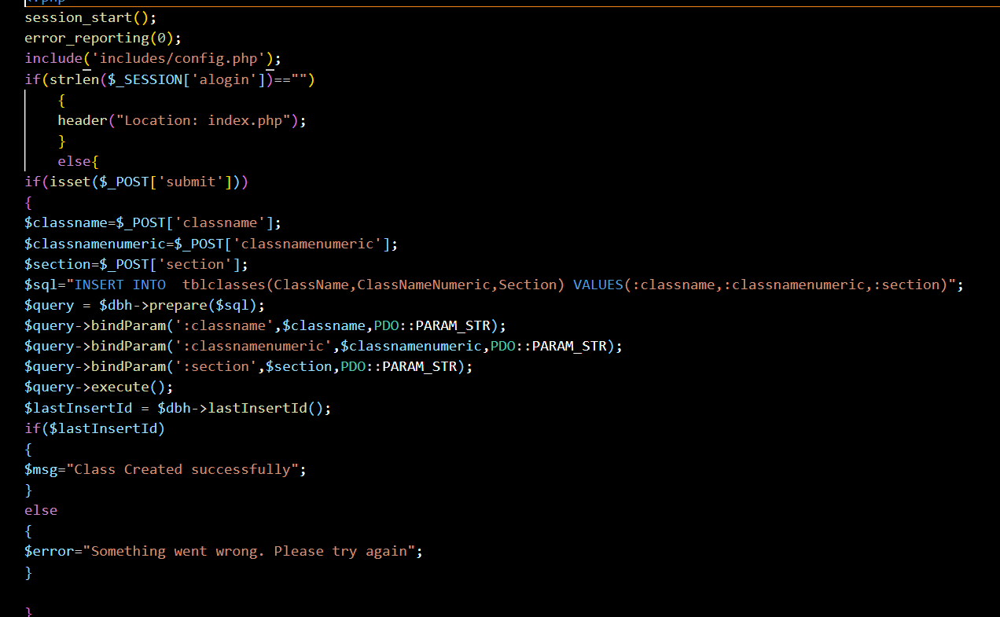 session_start();
error_reporting(0);
include('includes/config.php');
if(strlen($_SESSION['alogin'])=="")
{
header("Location: index.php");
}
else{
if(isset($_POST['submit']))
{
$classname=$_POST['classname'];
$classnamenumeric=$_POST['classnamenumeric'];
$section=$_POST['section'];
$sql="INSERT INTO  tblclasses(ClassName,ClassNameNumeric,Section) VALUES(:classname,:classnamenumeric,:section)";
$query = $dbh->prepare($sql);
$query->bindParam(':classname',$classname,PDO::PARAM_STR);
$query->bindParam(':classnamenumeric',$classnamenumeric,PDO::PARAM_STR);
$query->bindParam(':section',$section,PDO::PARAM_STR);
$query->execute();
$lastInsertId = $dbh->lastInsertId();
if($lastInsertId)
{
$msg="Class Created successfully";
}
else
{
$error="Something went wrong. Please try again";
}
}